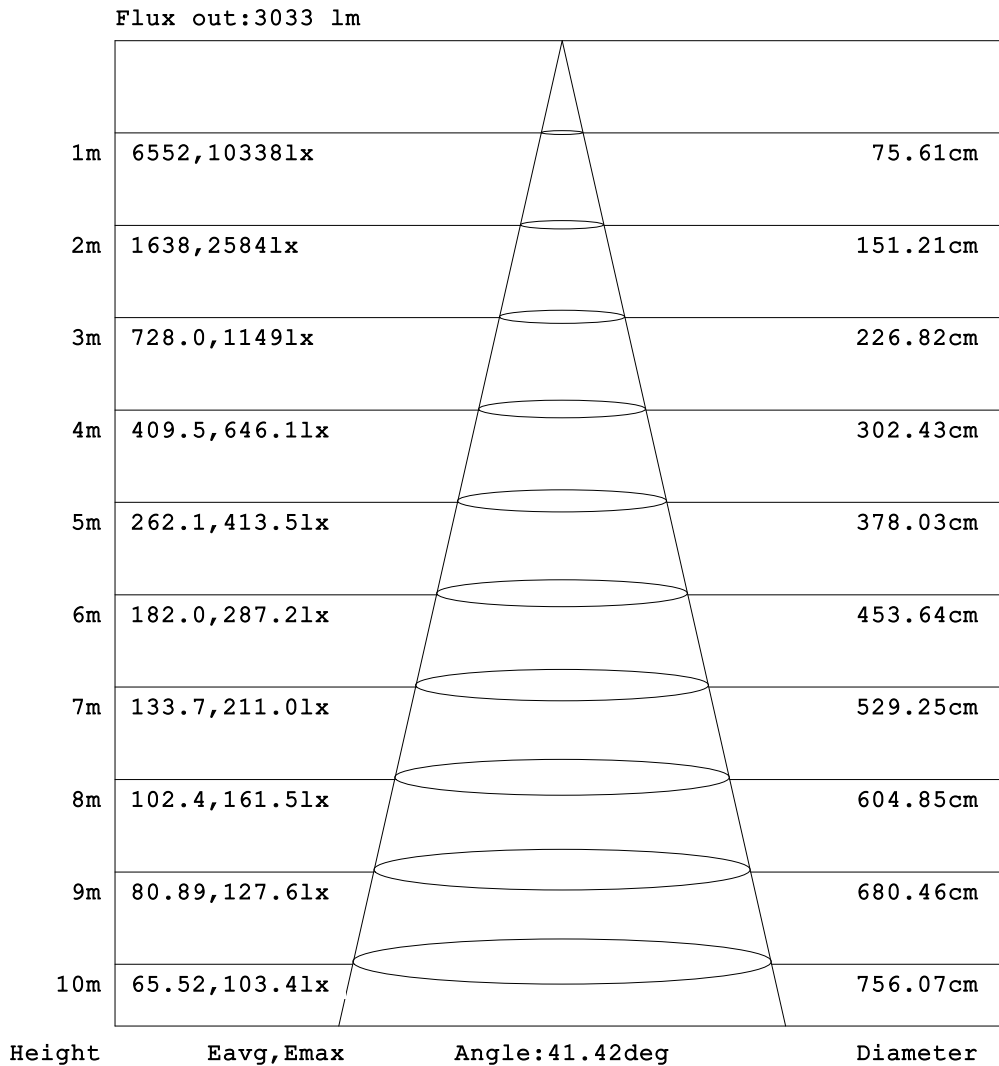 Flux out:3033 lm
1m 6552,10338lx 75.61cm
2m 1638,2584lx 151.21cm
3m 728.0,1149lx 226.82cm
4m 409.5,646.1lx 302.43cm
5m 262.1,413.5lx 378.03cm
6m 182.0,287.2lx 453.64cm
7m 133.7,211.0lx 529.25cm
8m 102.4,161.5lx 604.85cm
9m 80.89,127.6lx 680.46cm
10m 65.52,103.4lx 756.07cm
Height Eavg,Emax Angle:41.42deg Diameter